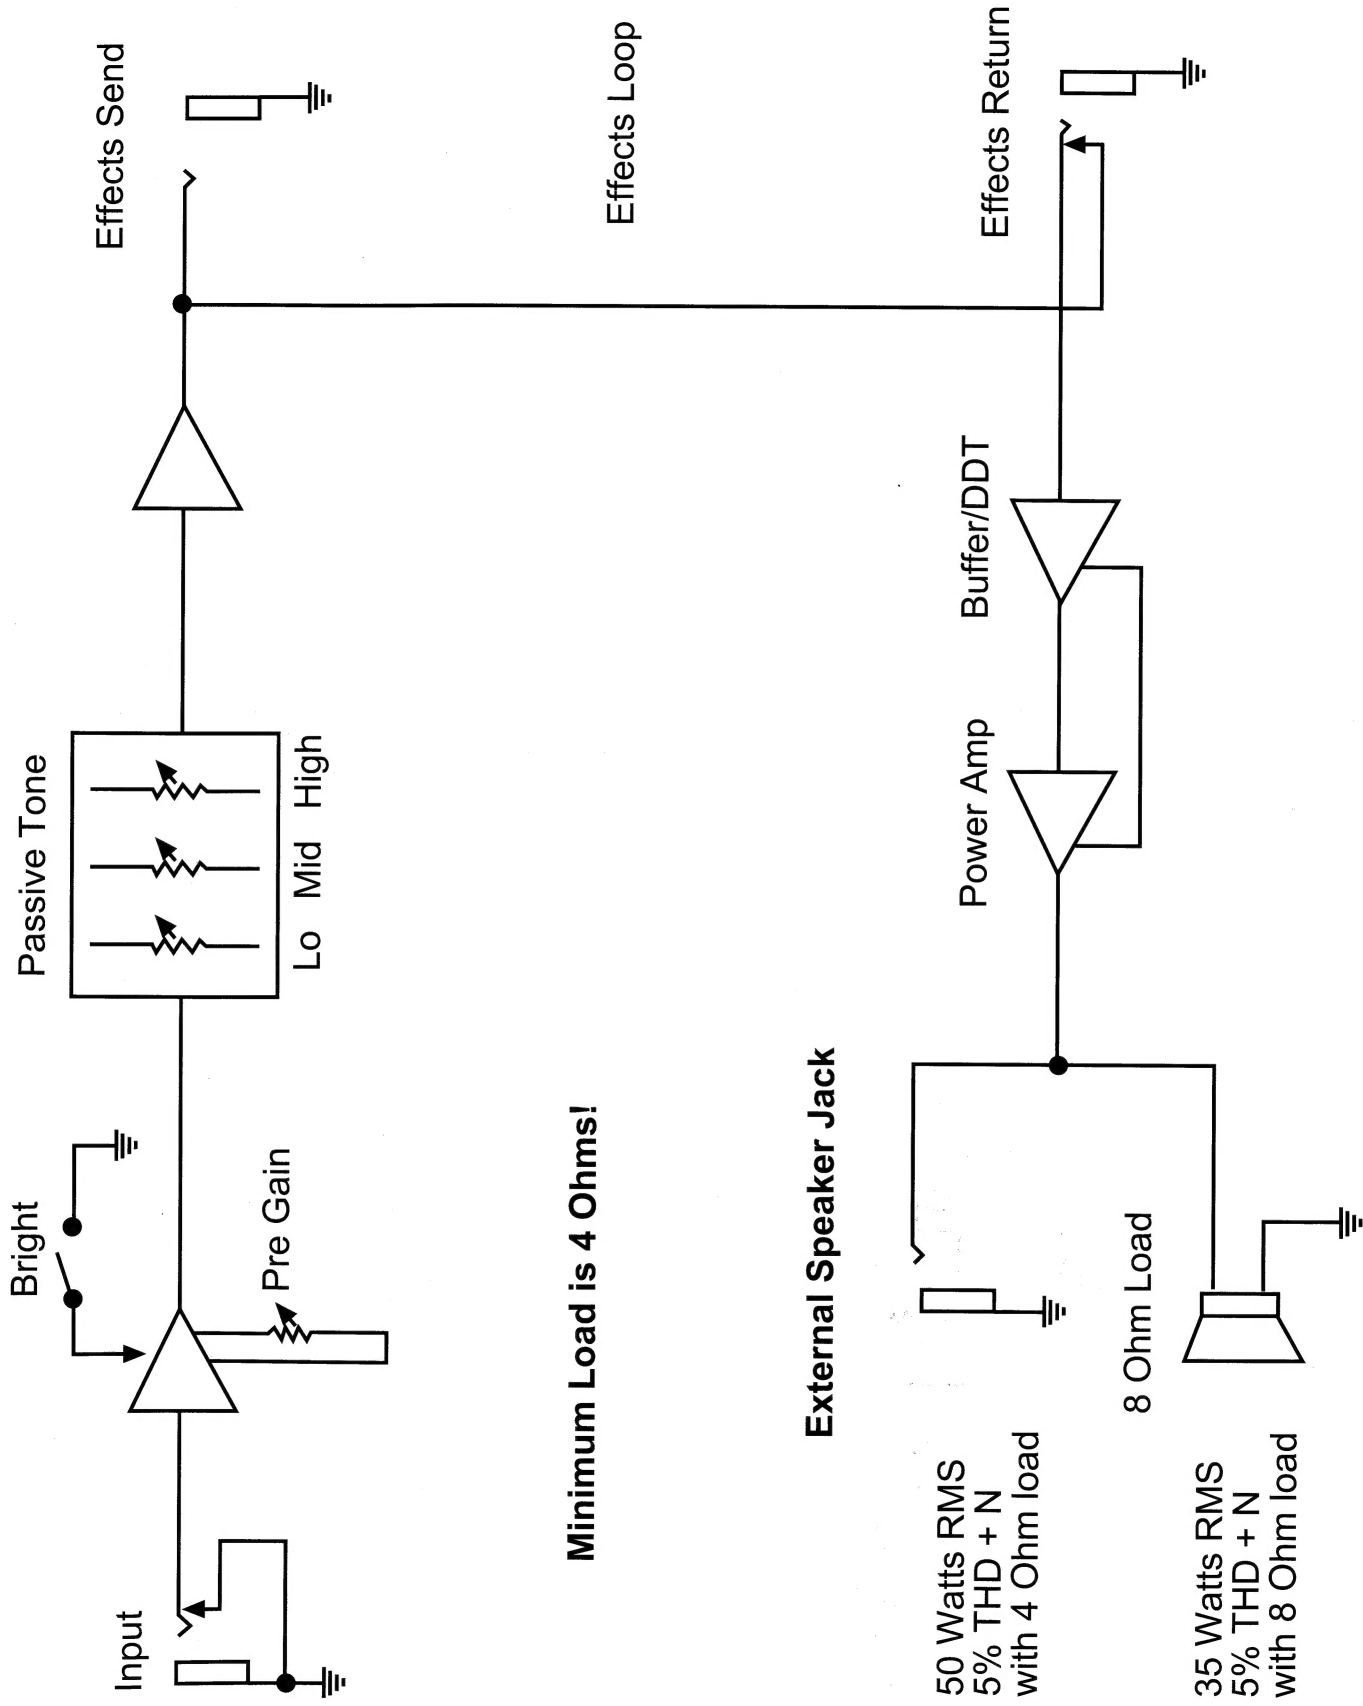 Input
Bright
Pre Gain
Passive Tone
Lo Mid High
Effects Send
Effects Loop
Minimum Load is 4 Ohms!
External Speaker Jack
Power Amp
Buffer/DDT
Effects Return
50 Watts RMS
5% THD + N
with 4 Ohm load
8 Ohm Load
35 Watts RMS
5% THD + N
with 8 Ohm load